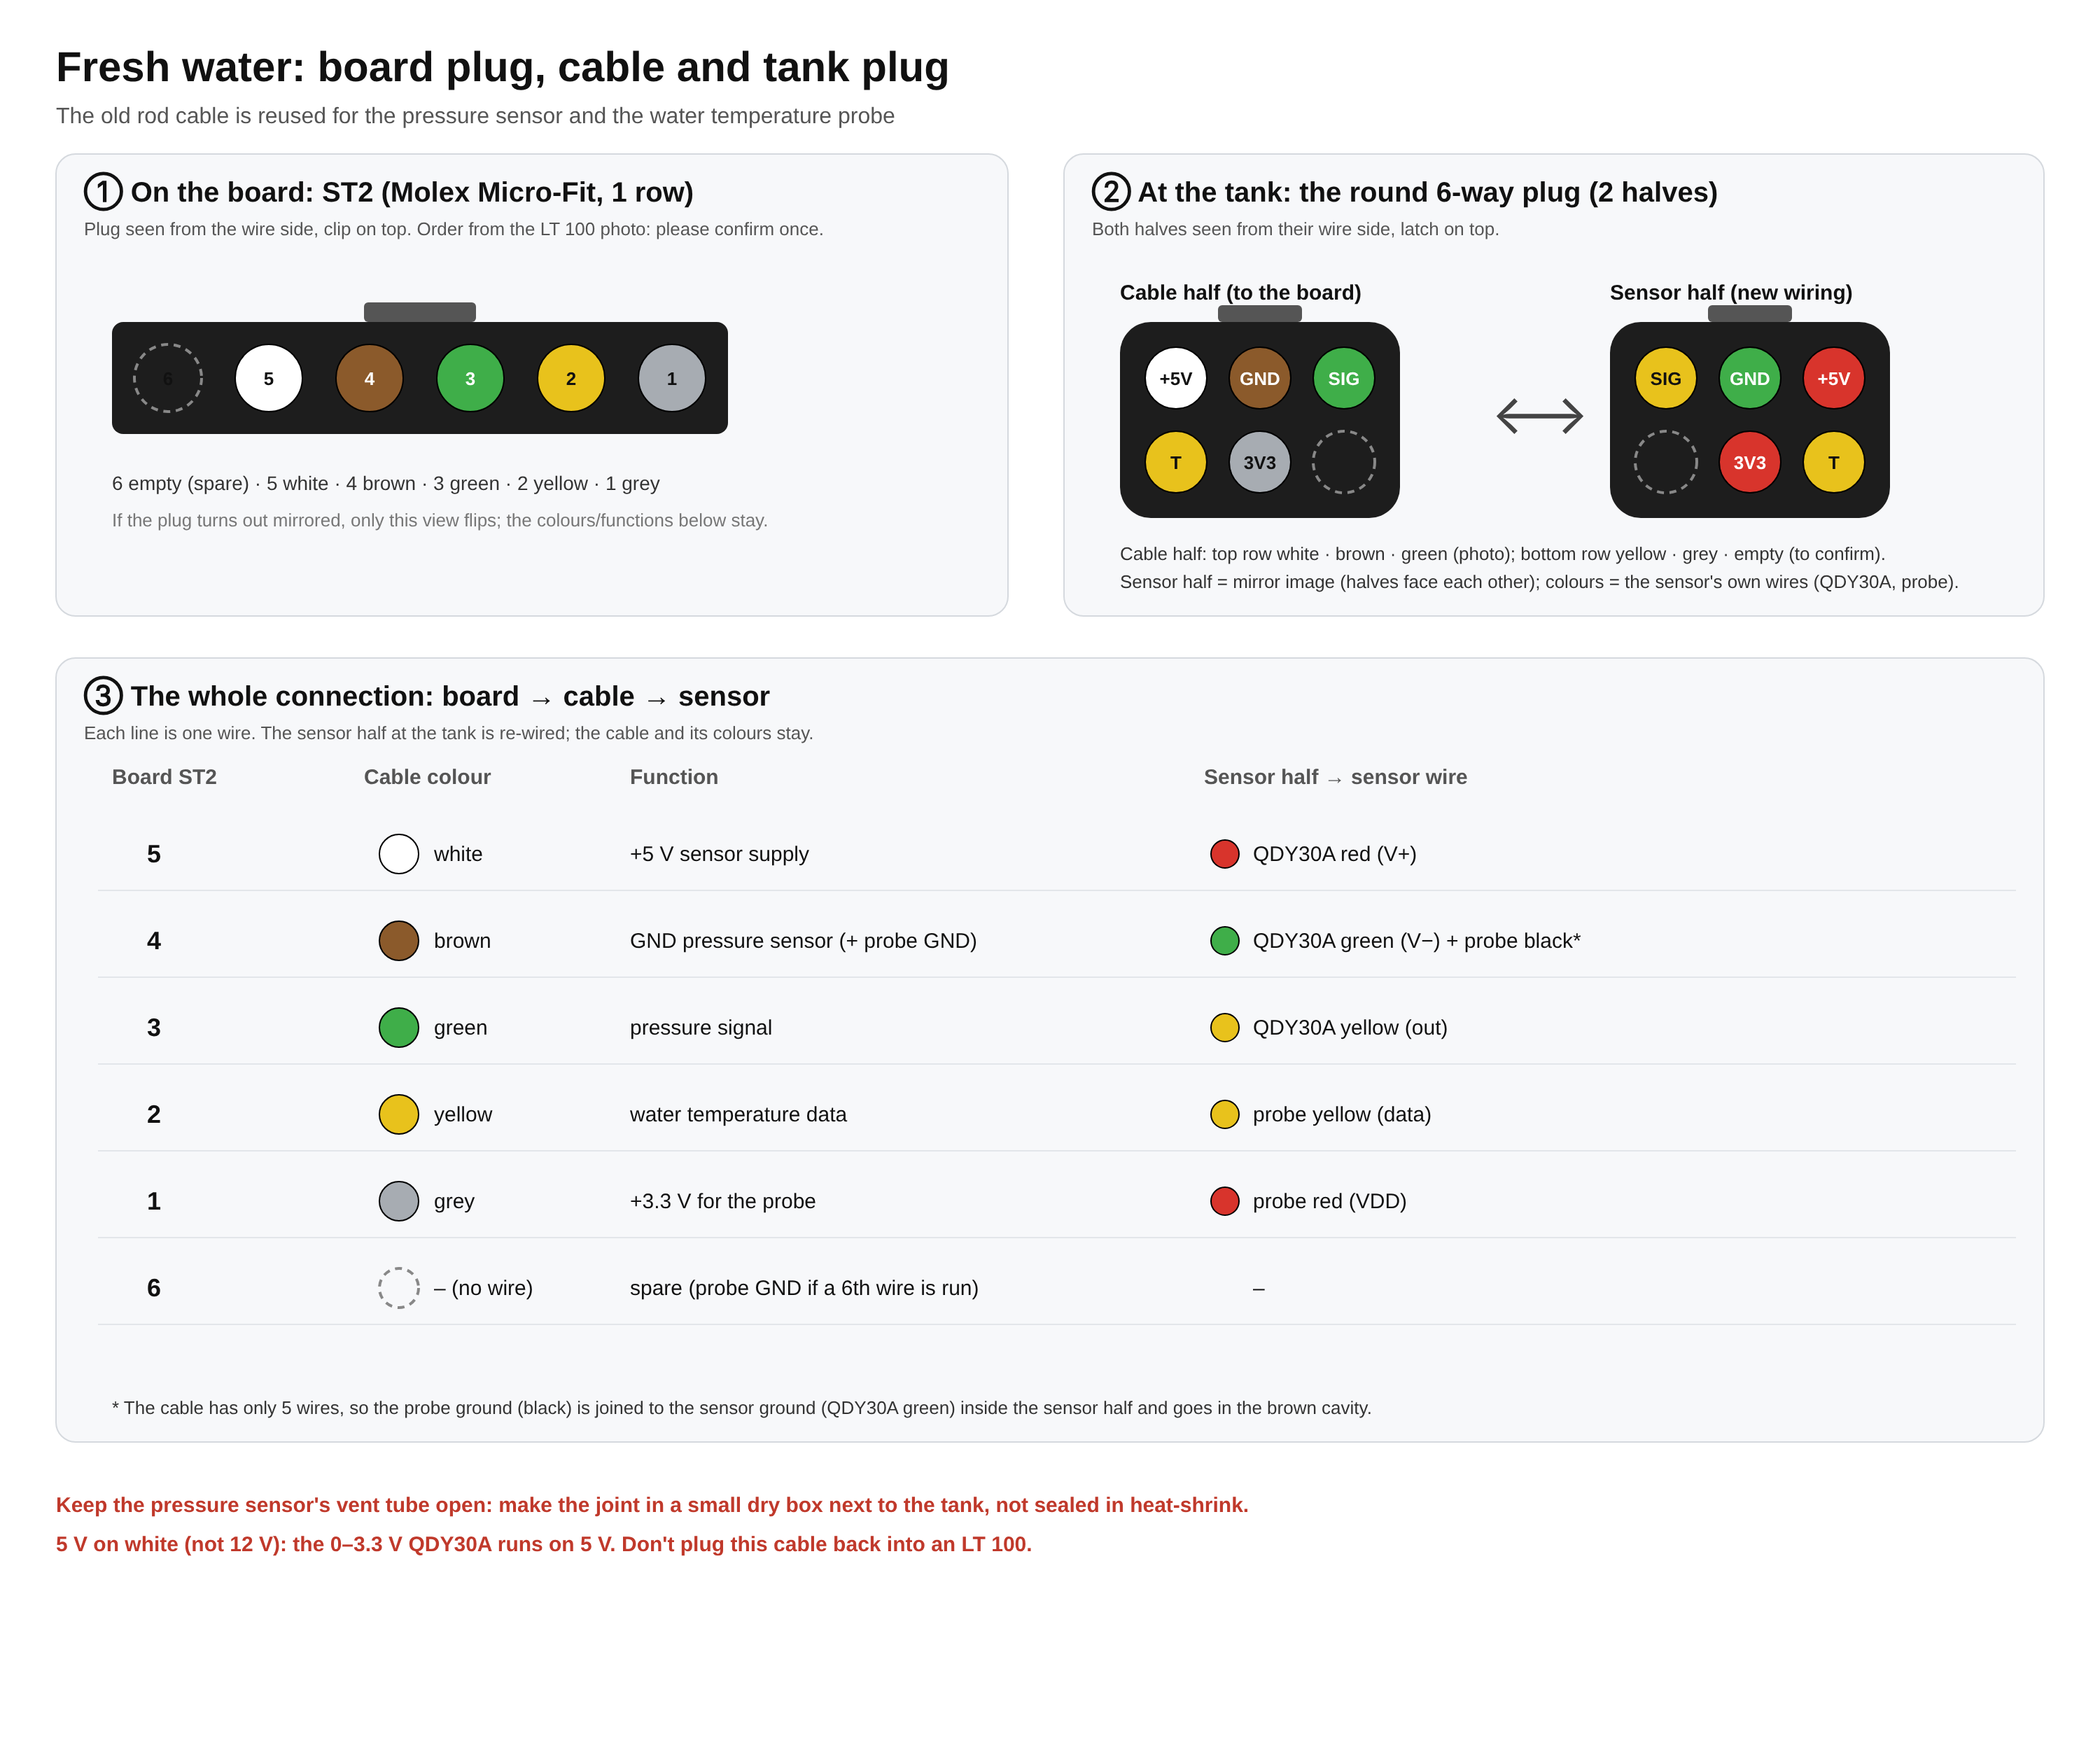 Fresh water: board plug, cable and tank plug
The old rod cable is reused for the pressure sensor and the water temperature probe
① On the board: ST2 (Molex Micro-Fit, 1 row)
Plug seen from the wire side, clip on top. Order from the LT 100 photo: please confirm once.
6 5 4 3 2 1
6 empty (spare) · 5 white · 4 brown · 3 green · 2 yellow · 1 grey
If the plug turns out mirrored, only this view flips; the colours/functions below stay.
② At the tank: the round 6-way plug (2 halves)
Both halves seen from their wire side, latch on top.
Cable half (to the board)
+5V GND SIG
T 3V3
Sensor half (new wiring)
SIG GND +5V
3V3 T
Cable half: top row white · brown · green (photo); bottom row yellow · grey · empty (to confirm).
Sensor half = mirror image (halves face each other); colours = the sensor's own wires (QDY30A, probe).
③ The whole connection: board → cable → sensor
Each line is one wire. The sensor half at the tank is re-wired; the cable and its colours stay.
Board ST2 Cable colour Function Sensor half → sensor wire
5 white +5 V sensor supply QDY30A red (V+)
4 brown GND pressure sensor (+ probe GND) QDY30A green (V−) + probe black*
3 green pressure signal QDY30A yellow (out)
2 yellow water temperature data probe yellow (data)
1 grey +3.3 V for the probe probe red (VDD)
6 – (no wire) spare (probe GND if a 6th wire is run) –
* The cable has only 5 wires, so the probe ground (black) is joined to the sensor ground (QDY30A green) inside the sensor half and goes in the brown cavity.
Keep the pressure sensor's vent tube open: make the joint in a small dry box next to the tank, not sealed in heat-shrink.
5 V on white (not 12 V): the 0–3.3 V QDY30A runs on 5 V. Don't plug this cable back into an LT 100.